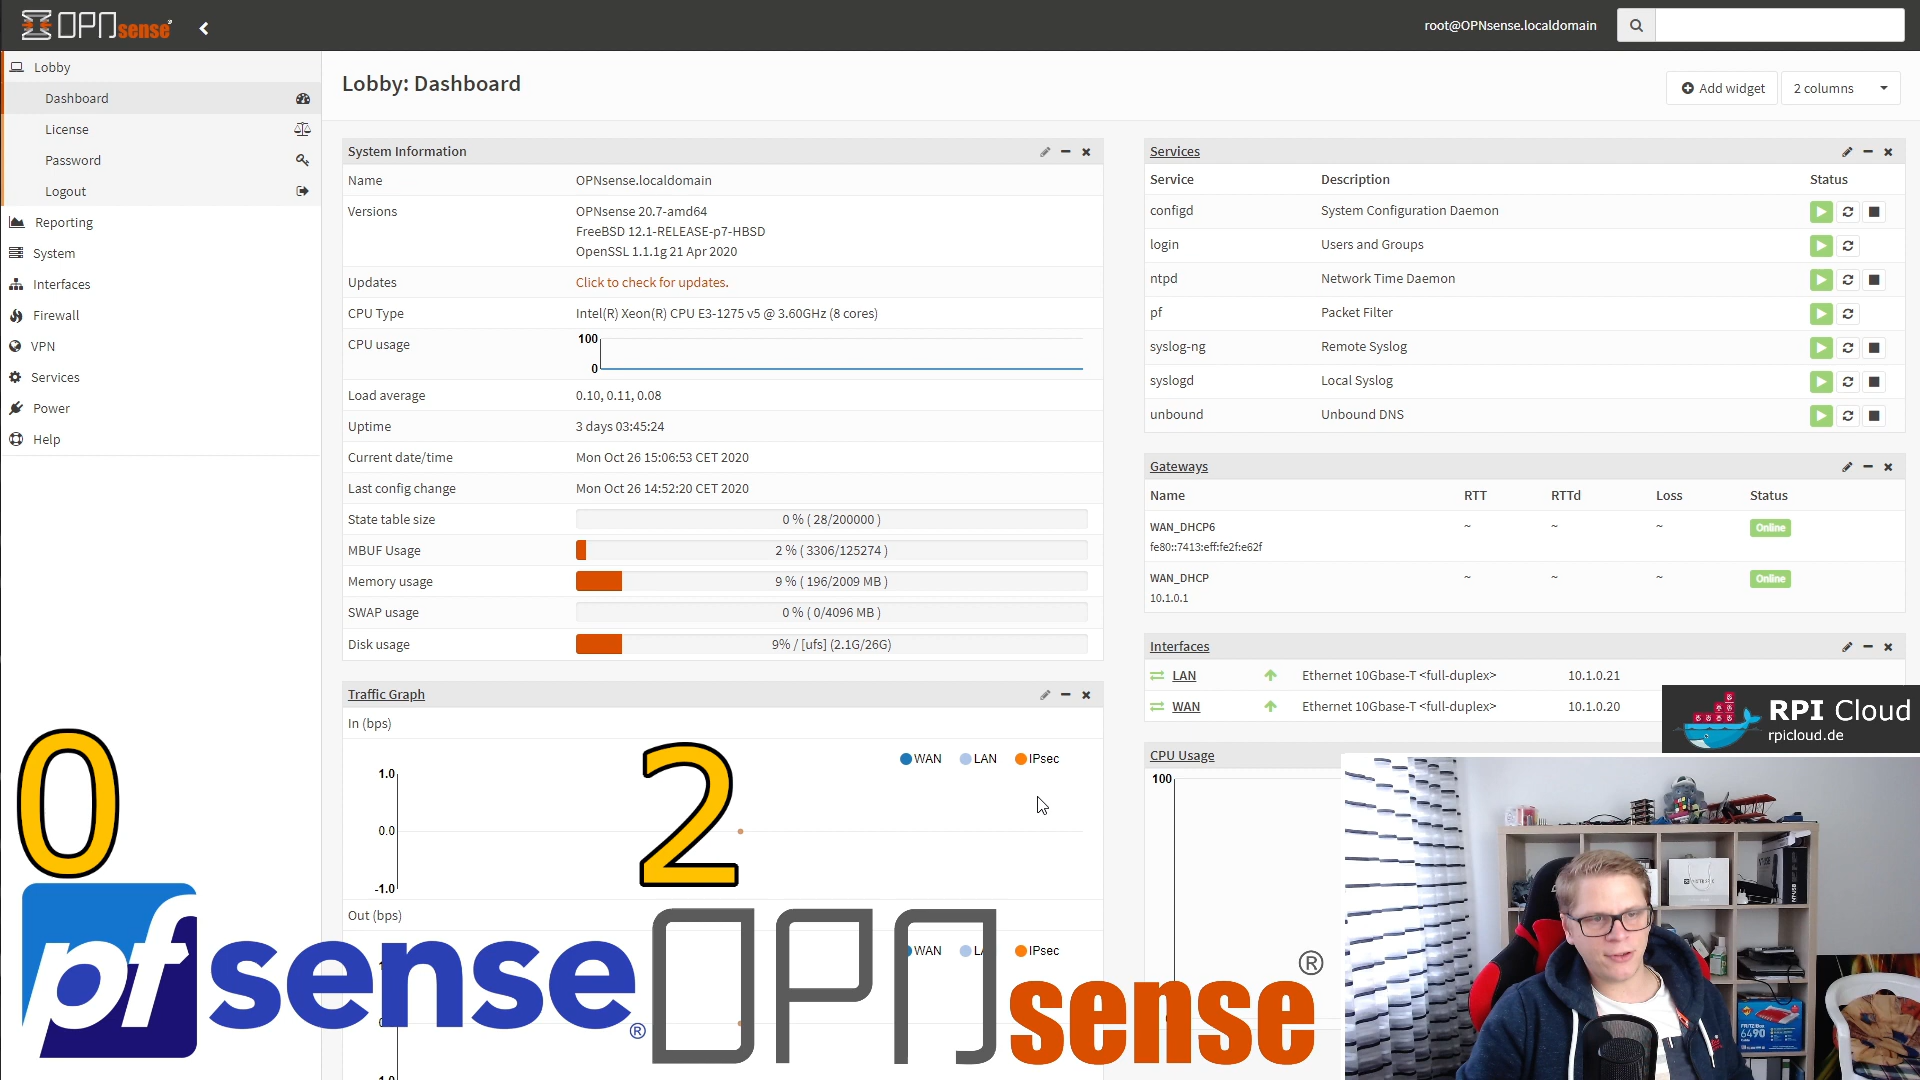 OPNsense
root@OPNsense.localdomain
Lobby
Dashboard
License
Password
Logout
Reporting
System
Interfaces
Firewall
VPN
Services
Power
Help
Lobby: Dashboard
Add widget
2 columns
System Information
Name OPNsense.localdomain
Versions OPNsense 20.7-amd64
FreeBSD 12.1-RELEASE-p7-HBSD
OpenSSL 1.1.1g 21 Apr 2020
Updates Click to check for updates.
CPU Type Intel(R) Xeon(R) CPU E3-1275 v5 @ 3.60GHz (8 cores)
CPU usage 100
0
Load average 0.10, 0.11, 0.08
Uptime 3 days 03:45:24
Current date/time Mon Oct 26 15:06:53 CET 2020
Last config change Mon Oct 26 14:52:20 CET 2020
State table size 0 % ( 28/200000 )
MBUF Usage 2 % ( 3306/125274 )
Memory usage 9 % ( 196/2009 MB )
SWAP usage 0 % ( 0/4096 MB )
Disk usage 9% / [ufs] (2.1G/26G)
Traffic Graph
In (bps)
WAN LAN IPsec
1.0
0.0
-1.0
Out (bps)
WAN LA IPsec
Services
Service Description Status
configd System Configuration Daemon
login Users and Groups
ntpd Network Time Daemon
pf Packet Filter
syslog-ng Remote Syslog
syslogd Local Syslog
unbound Unbound DNS
Gateways
Name RTT RTTd Loss Status
WAN_DHCP6 ~ ~ ~ Online
fe80::7413:eff:fe2f:e62f
WAN_DHCP ~ ~ ~ Online
10.1.0.1
Interfaces
LAN Ethernet 10Gbase-T <full-duplex> 10.1.0.21
WAN Ethernet 10Gbase-T <full-duplex> 10.1.0.20
CPU Usage
100
RPI Cloud
rpicloud.de
0
2
pfsense®
OPNsense®
FRITZ!Box
6490